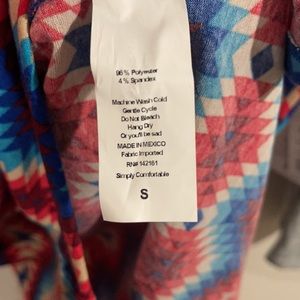 96% Polyester
4% Spandex
Machine Wash Cold
Gentle Cycle
Do Not Bleach
Hang Dry
Or you'll be sad
MADE IN MEXICO
Fabric Imported
RN# 142161
Simply Comfortable
S